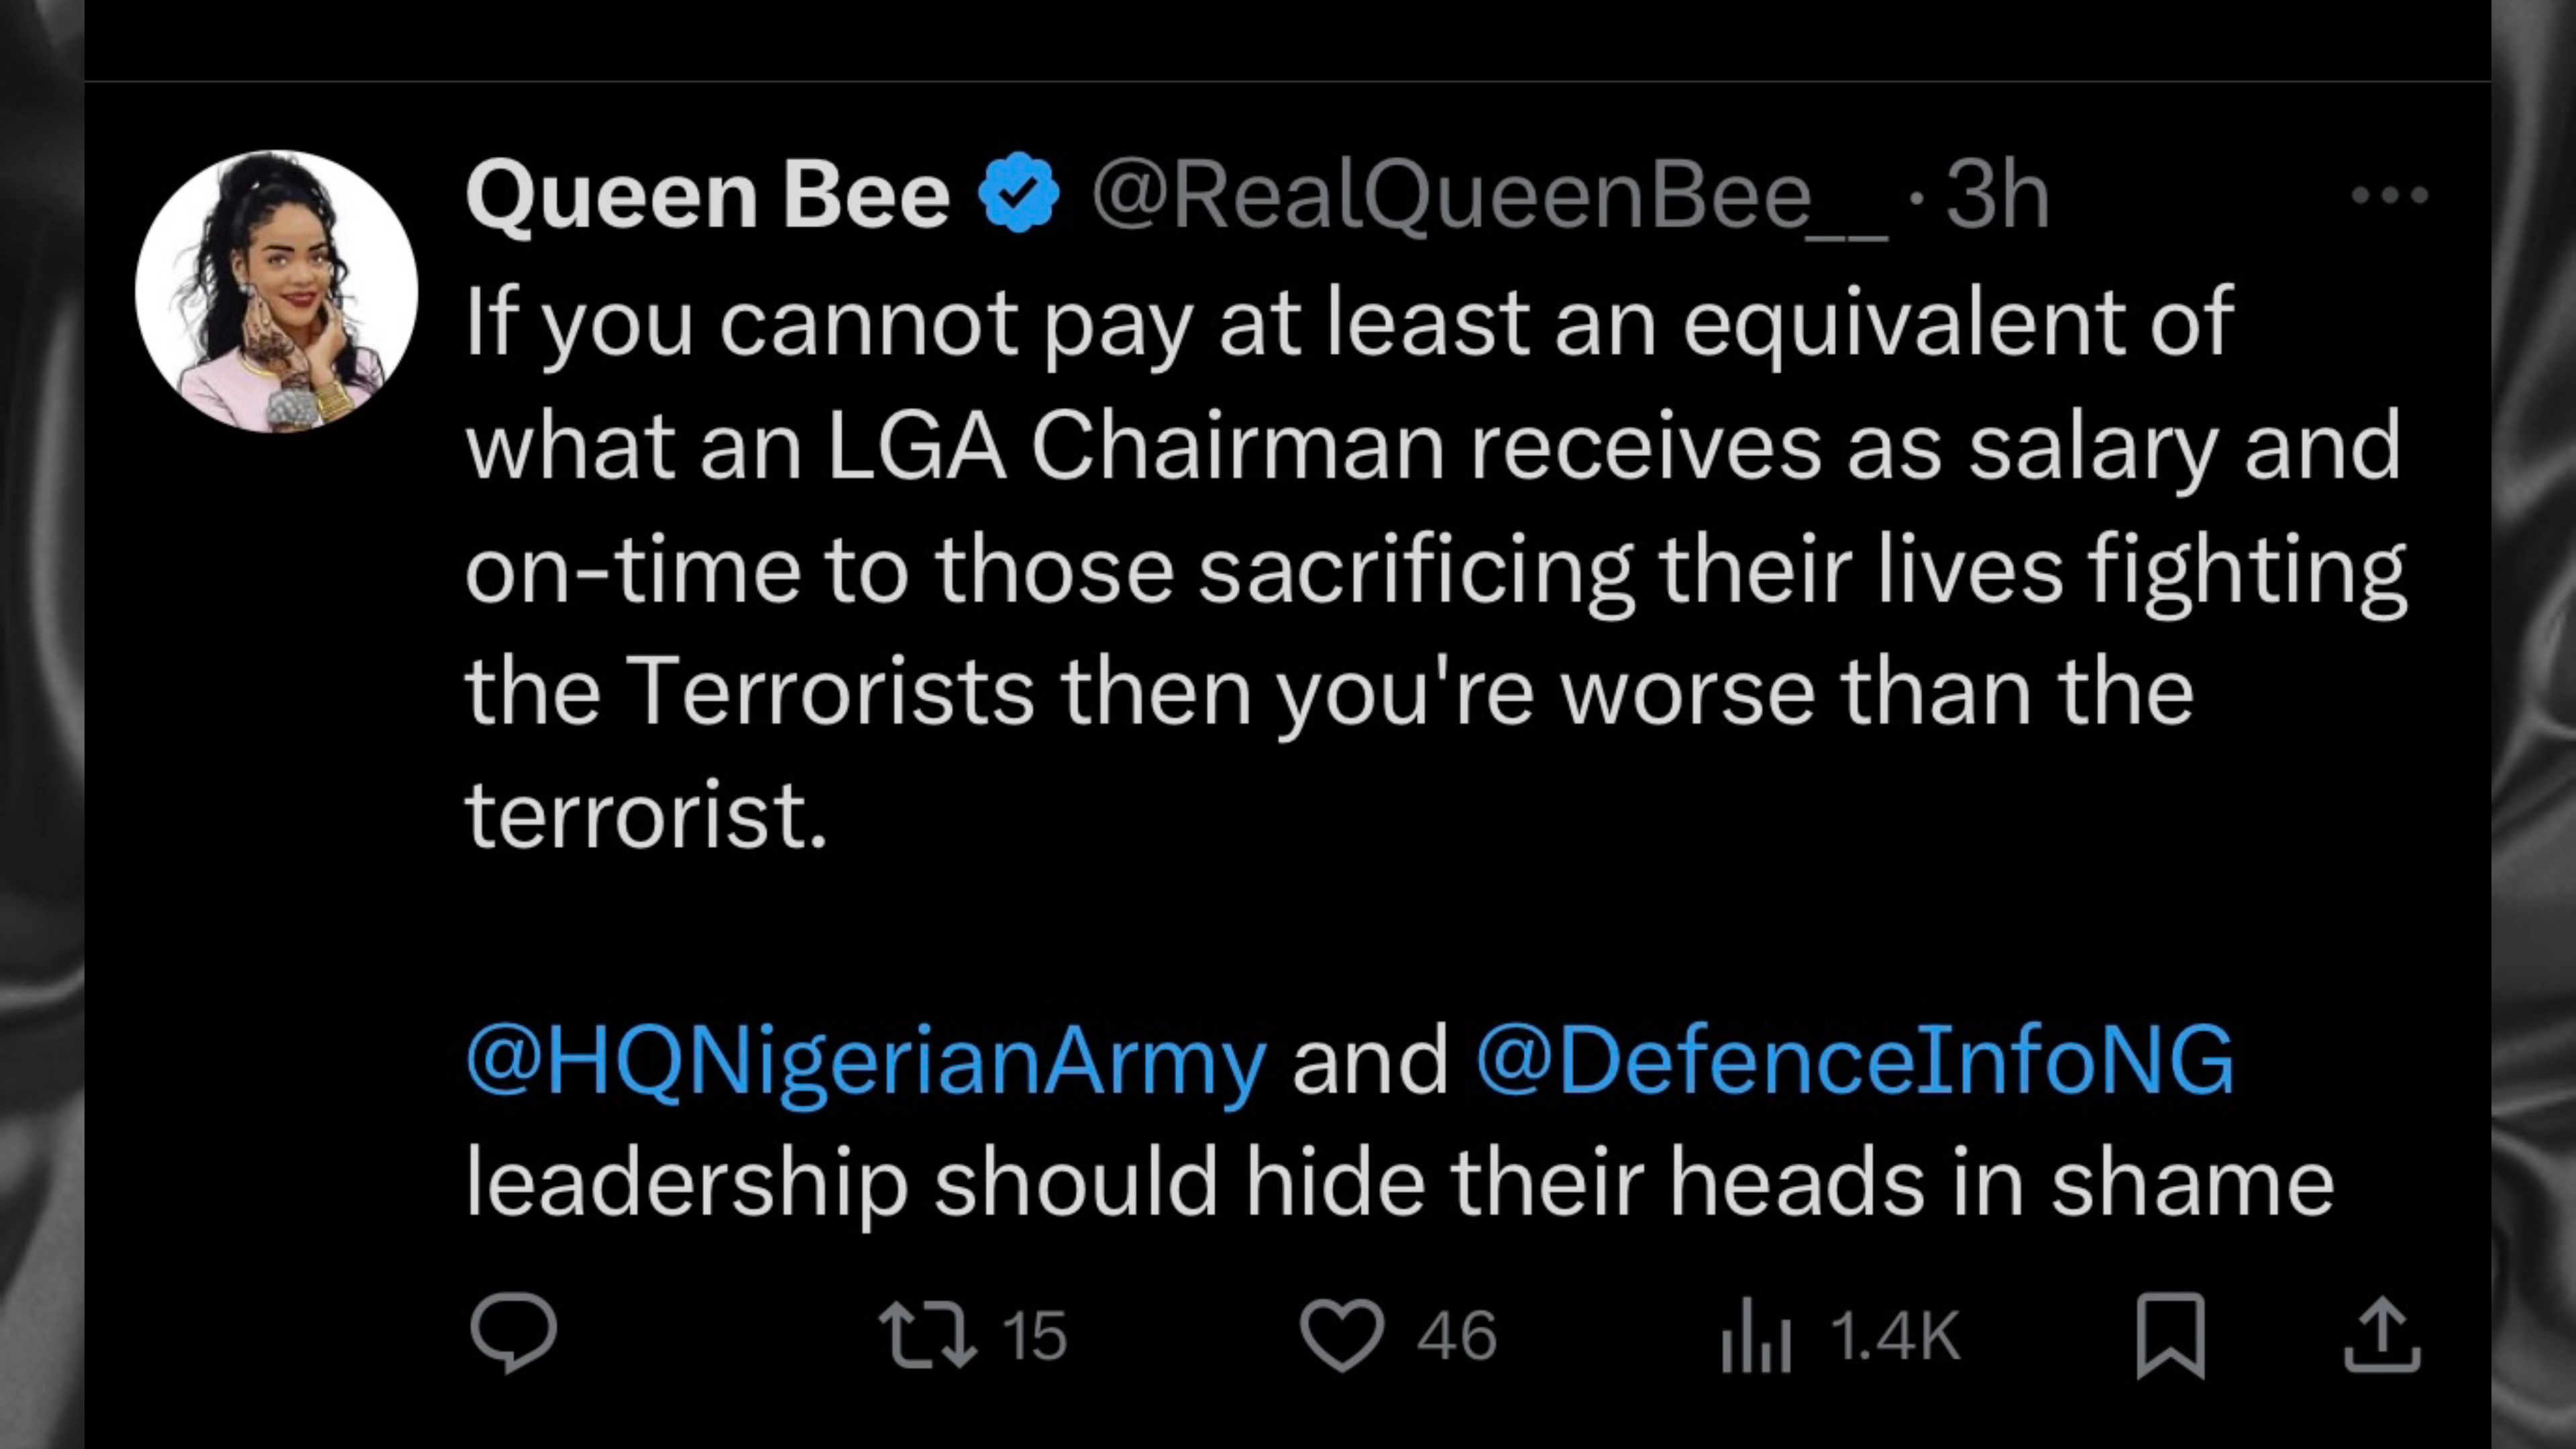 Queen Bee @RealQueenBee__ · 3h
If you cannot pay at least an equivalent of
what an LGA Chairman receives as salary and
on-time to those sacrificing their lives fighting
the Terrorists then you're worse than the
terrorist.
@HQNigerianArmy and @DefenceInfoNG
leadership should hide their heads in shame
15 46 1.4K